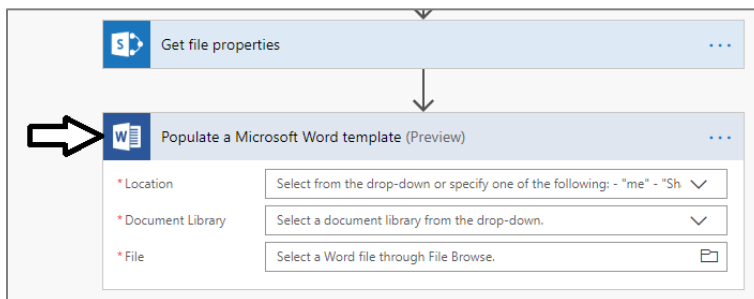 Get file properties
Populate a Microsoft Word template (Preview)
* Location Select from the drop-down or specify one of the following: - "me" - "Sh
* Document Library Select a document library from the drop-down.
* File Select a Word file through File Browse.